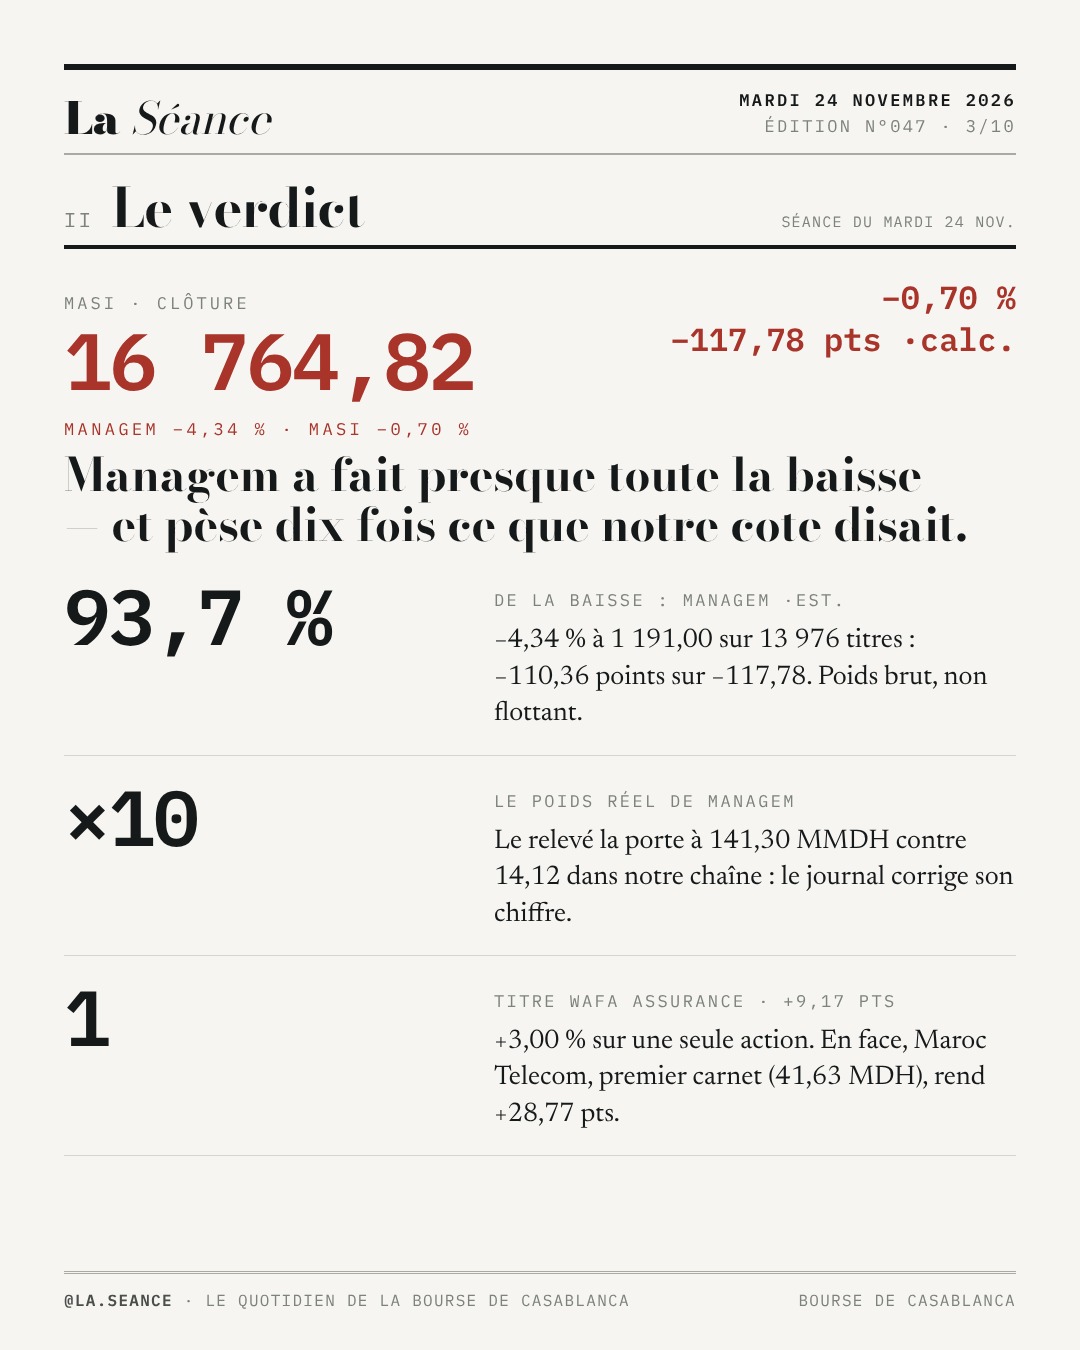 La Séance
MARDI 24 NOVEMBRE 2026
ÉDITION N°047 · 3/10
II Le verdict
SÉANCE DU MARDI 24 NOV.
MASI · CLÔTURE
16 764,82
−0,70 %
−117,78 pts ·calc.
MANAGEM −4,34 % · MASI −0,70 %
Managem a fait presque toute la baisse
— et pèse dix fois ce que notre cote disait.
93,7 %
DE LA BAISSE : MANAGEM ·EST.
−4,34 % à 1 191,00 sur 13 976 titres :
−110,36 points sur −117,78. Poids brut, non
flottant.
×10
LE POIDS RÉEL DE MANAGEM
Le relevé la porte à 141,30 MMDH contre
14,12 dans notre chaîne : le journal corrige son
chiffre.
1
TITRE WAFA ASSURANCE · +9,17 PTS
+3,00 % sur une seule action. En face, Maroc
Telecom, premier carnet (41,63 MDH), rend
+28,77 pts.
@LA.SEANCE · LE QUOTIDIEN DE LA BOURSE DE CASABLANCA
BOURSE DE CASABLANCA